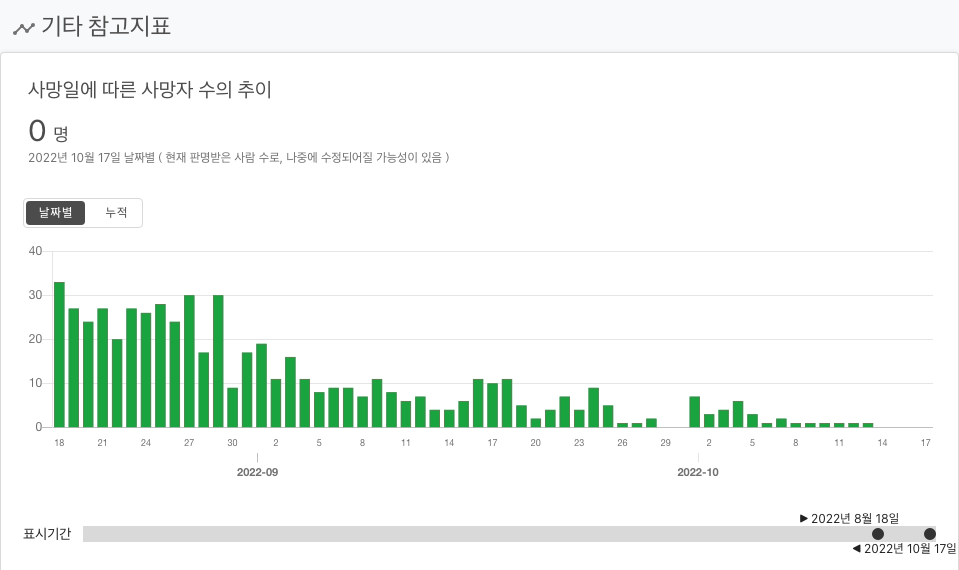 기타 참고지표
사망일에 따른 사망자 수의 추이
0 명
2022년 10월 17일 날짜별 ( 현재 판명받은 사람 수로, 나중에 수정되어질 가능성이 있음 )
날짜별 누적
40
30
20
10
0
18 21 24 27 30 2 5 8 11 14 17 20 23 26 29 2 5 8 11 14 17
2022-09 2022-10
▶ 2022년 8월 18일
표시기간
◀ 2022년 10월 17일